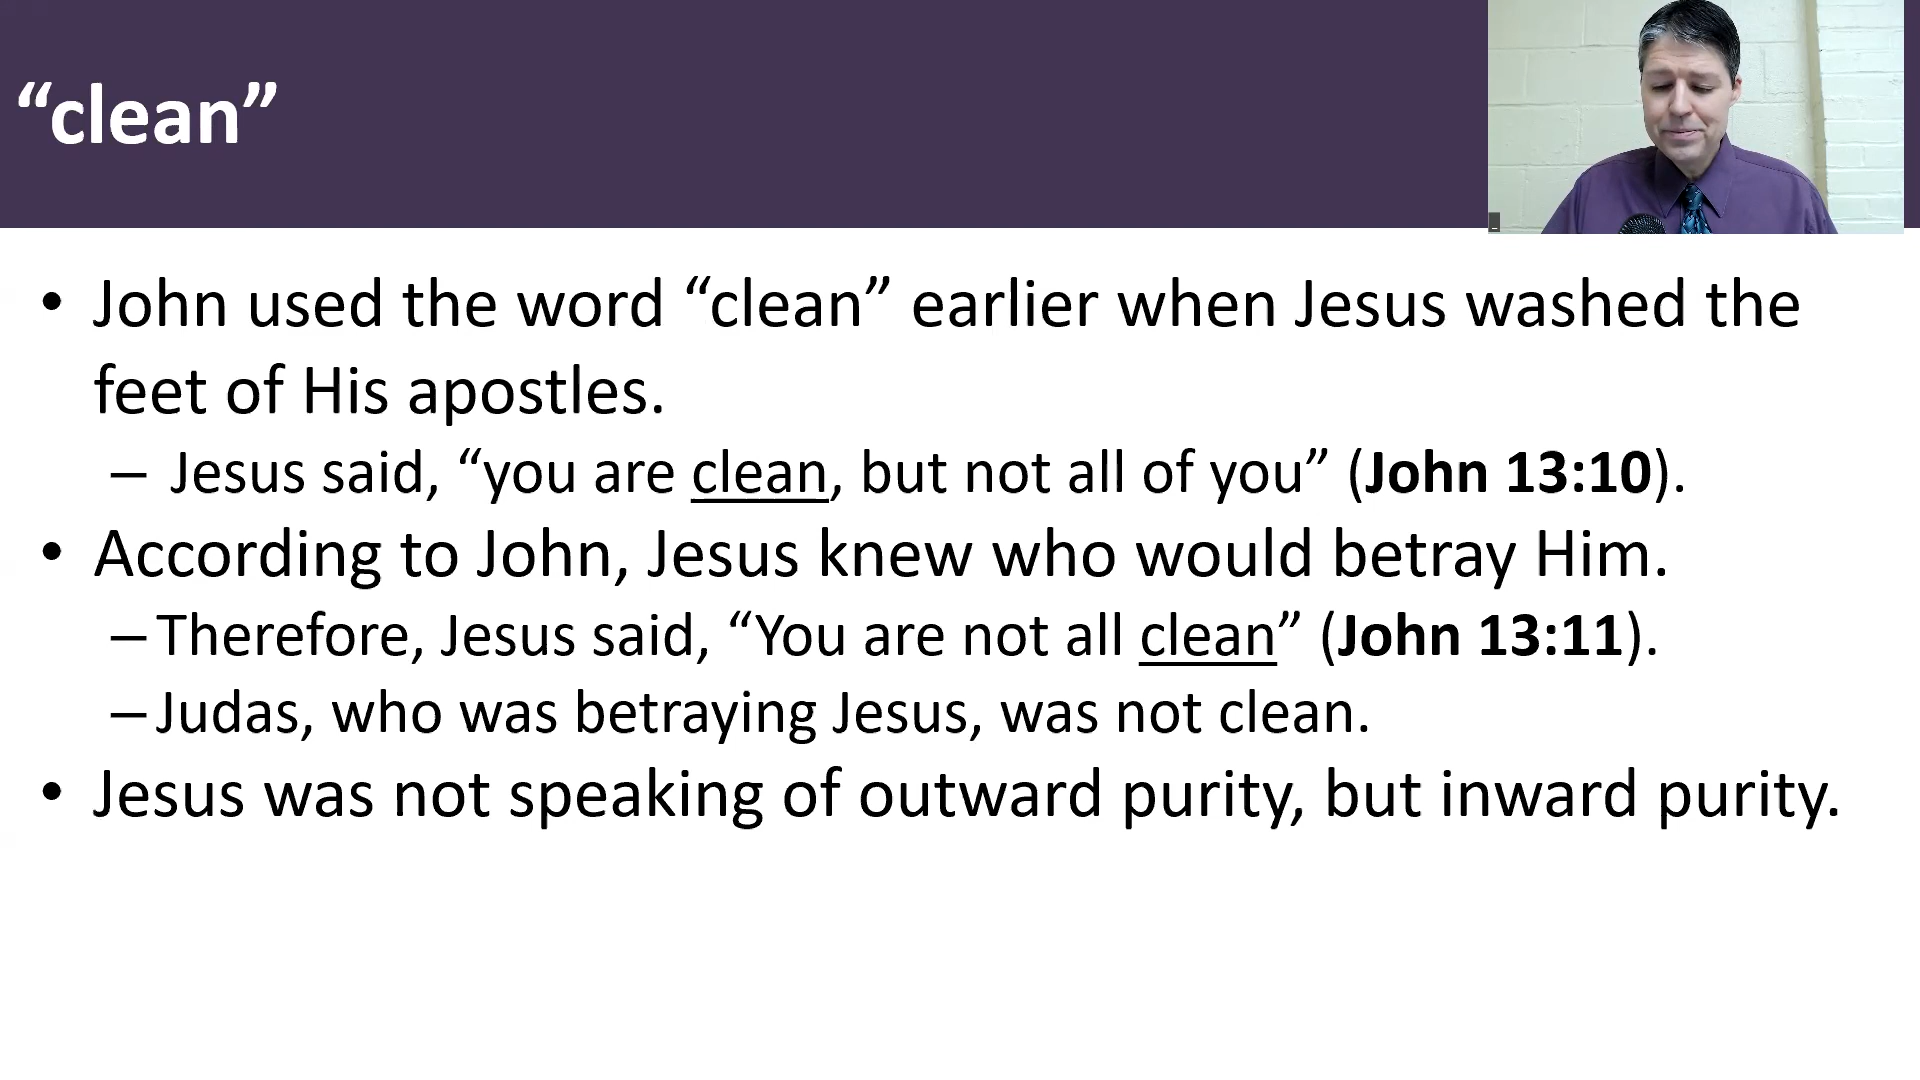 “clean”
• John used the word “clean” earlier when Jesus washed the
feet of His apostles.
– Jesus said, “you are clean, but not all of you” (John 13:10).
• According to John, Jesus knew who would betray Him.
– Therefore, Jesus said, “You are not all clean” (John 13:11).
– Judas, who was betraying Jesus, was not clean.
• Jesus was not speaking of outward purity, but inward purity.